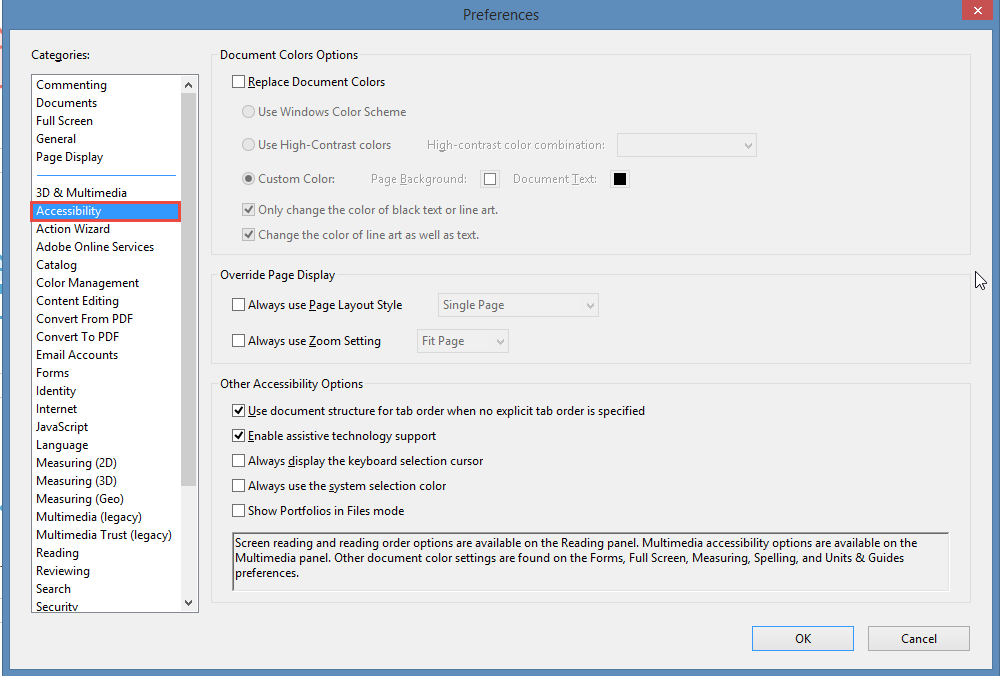 Preferences
Categories:
Commenting
Documents
Full Screen
General
Page Display
3D & Multimedia
Accessibility
Action Wizard
Adobe Online Services
Catalog
Color Management
Content Editing
Convert From PDF
Convert To PDF
Email Accounts
Forms
Identity
Internet
JavaScript
Language
Measuring (2D)
Measuring (3D)
Measuring (Geo)
Multimedia (legacy)
Multimedia Trust (legacy)
Reading
Reviewing
Search
Security
Document Colors Options
Replace Document Colors
Use Windows Color Scheme
Use High-Contrast colors High-contrast color combination:
Custom Color: Page Background: Document Text:
Only change the color of black text or line art.
Change the color of line art as well as text.
Override Page Display
Always use Page Layout Style Single Page
Always use Zoom Setting Fit Page
Other Accessibility Options
Use document structure for tab order when no explicit tab order is specified
Enable assistive technology support
Always display the keyboard selection cursor
Always use the system selection color
Show Portfolios in Files mode
Screen reading and reading order options are available on the Reading panel. Multimedia accessibility options are available on the
Multimedia panel. Other document color settings are found on the Forms, Full Screen, Measuring, Spelling, and Units & Guides
preferences.
OK Cancel